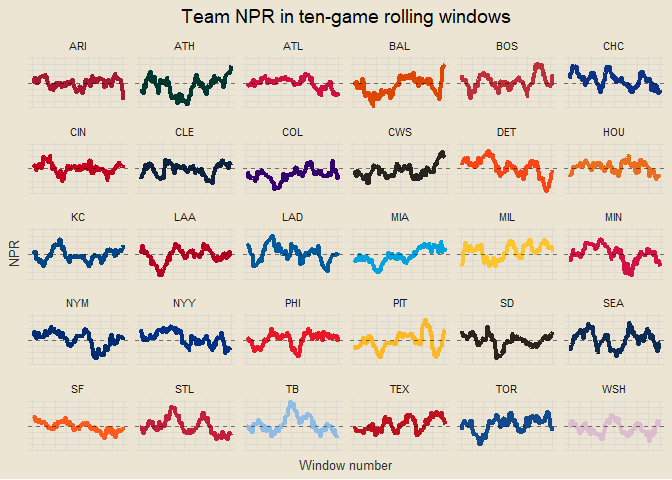 Team NPR in ten-game rolling windows
ARI ATH ATL BAL BOS CHC
CIN CLE COL CWS DET HOU
KC LAA LAD MIA MIL MIN
NPR
NYM NYY PHI PIT SD SEA
SF STL TB TEX TOR WSH
Window number